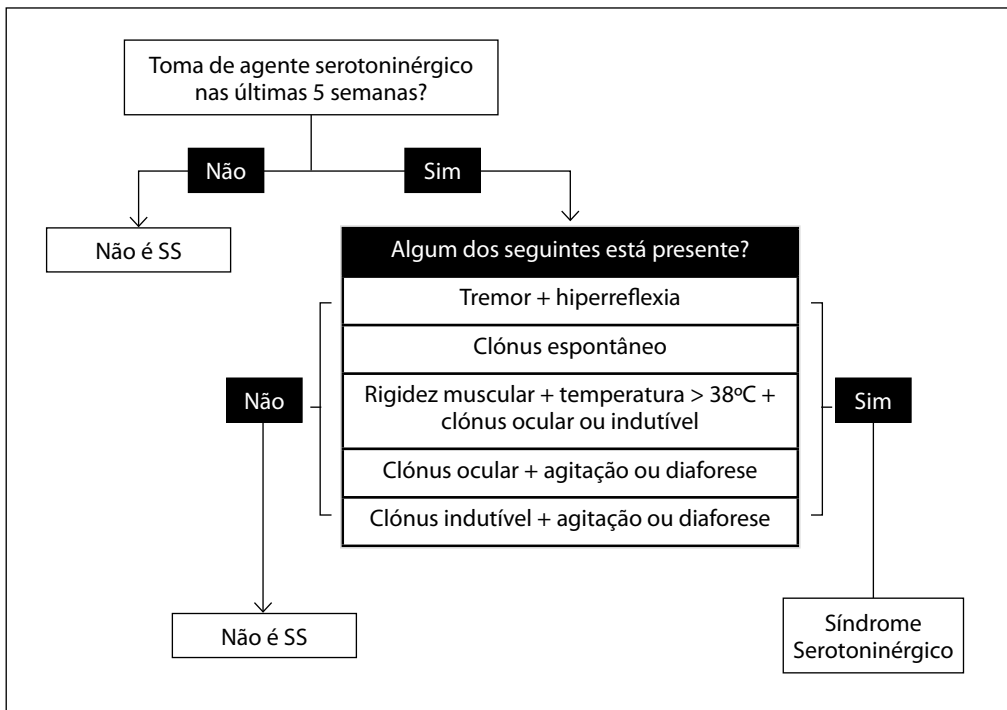 Toma de agente serotoninérgico
nas últimas 5 semanas?
Não
Sim
Não é SS
Algum dos seguintes está presente?
Tremor + hiperreflexia
Clónus espontâneo
Rigidez muscular + temperatura > 38ºC +
clónus ocular ou indutível
Clónus ocular + agitação ou diaforese
Clónus indutível + agitação ou diaforese
Não
Sim
Não é SS
Síndrome
Serotoninérgico